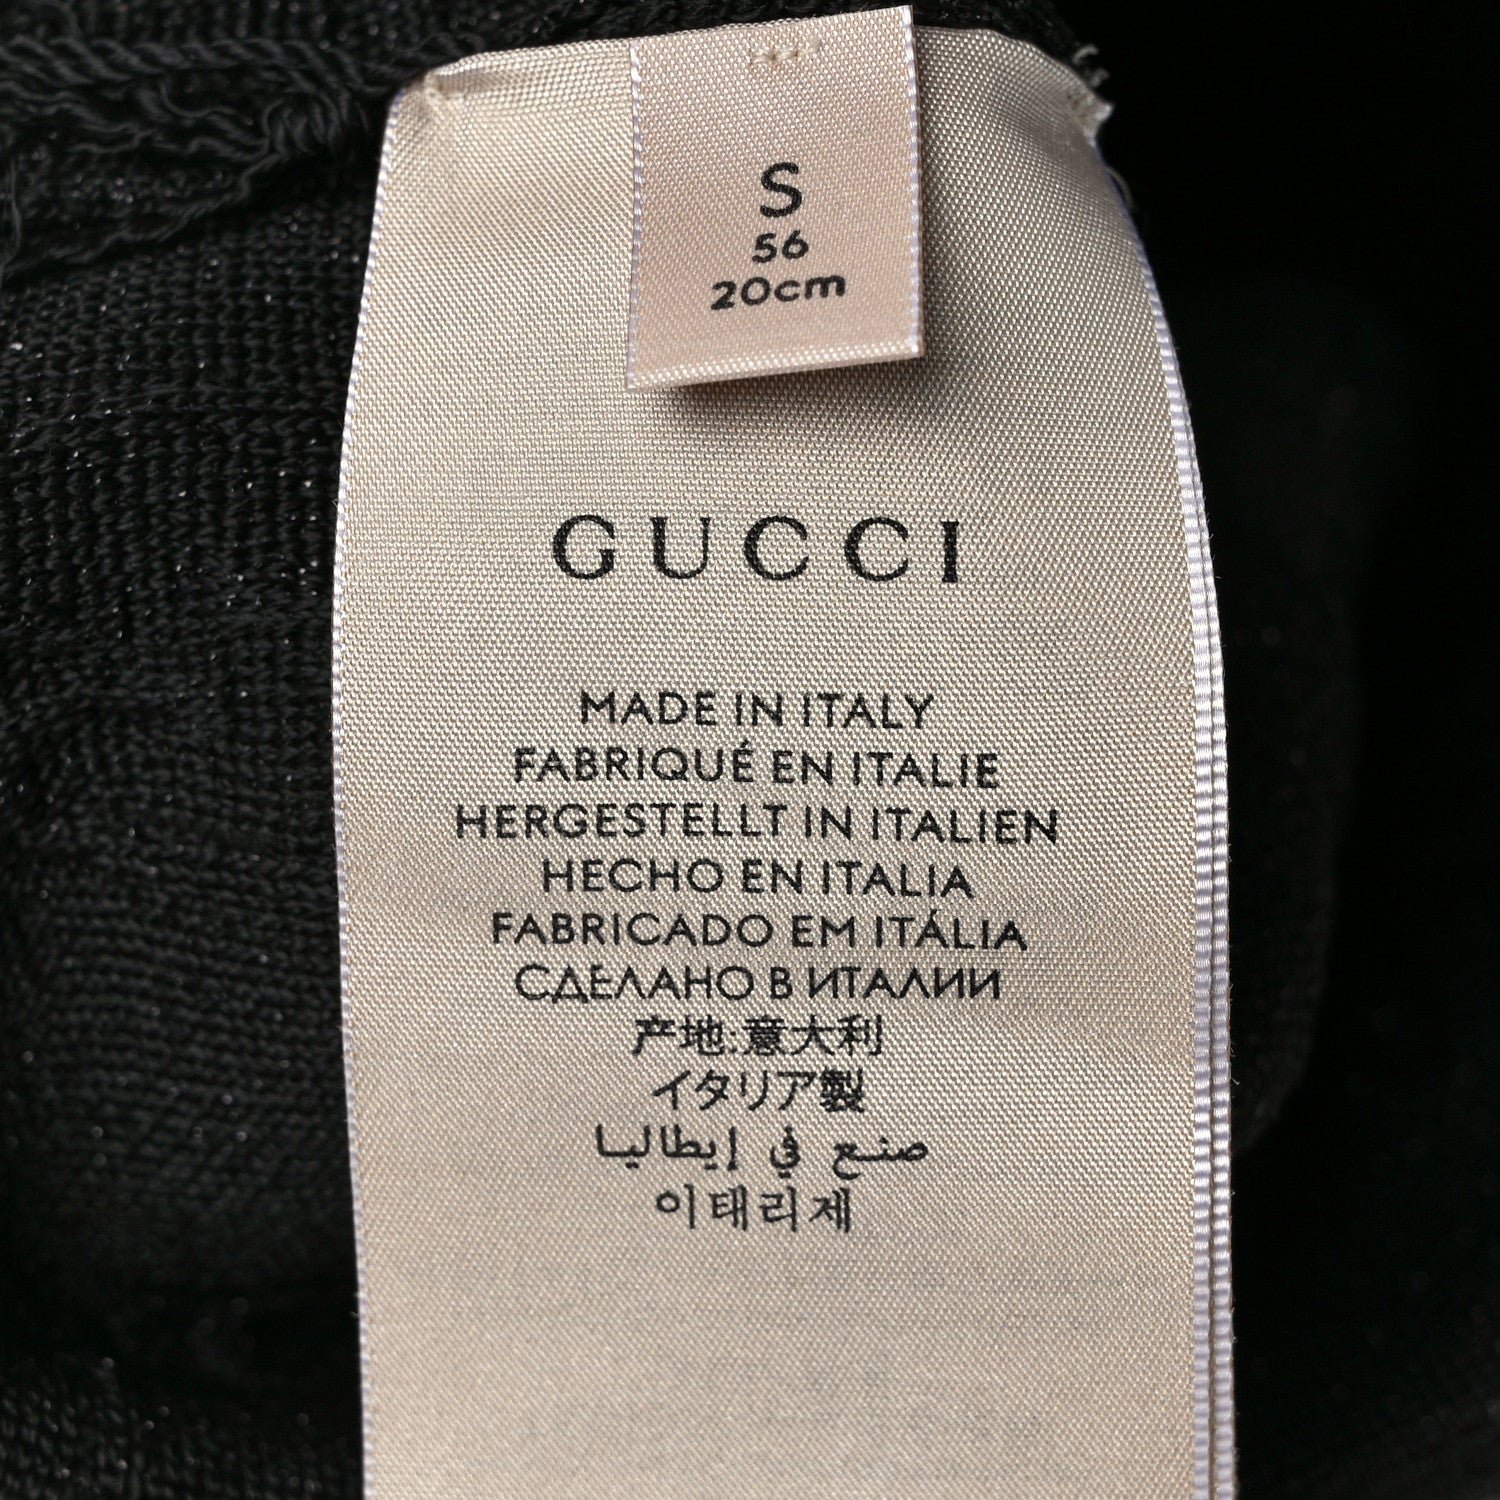 S
56
20cm
GUCCI
MADE IN ITALY
FABRIQUÉ EN ITALIE
HERGESTELLT IN ITALIEN
HECHO EN ITALIA
FABRICADO EM ITÁLIA
СДЕЛАНО В ИТАЛИИ
产地:意大利
イタリア製
صنع في إيطاليا
이태리제